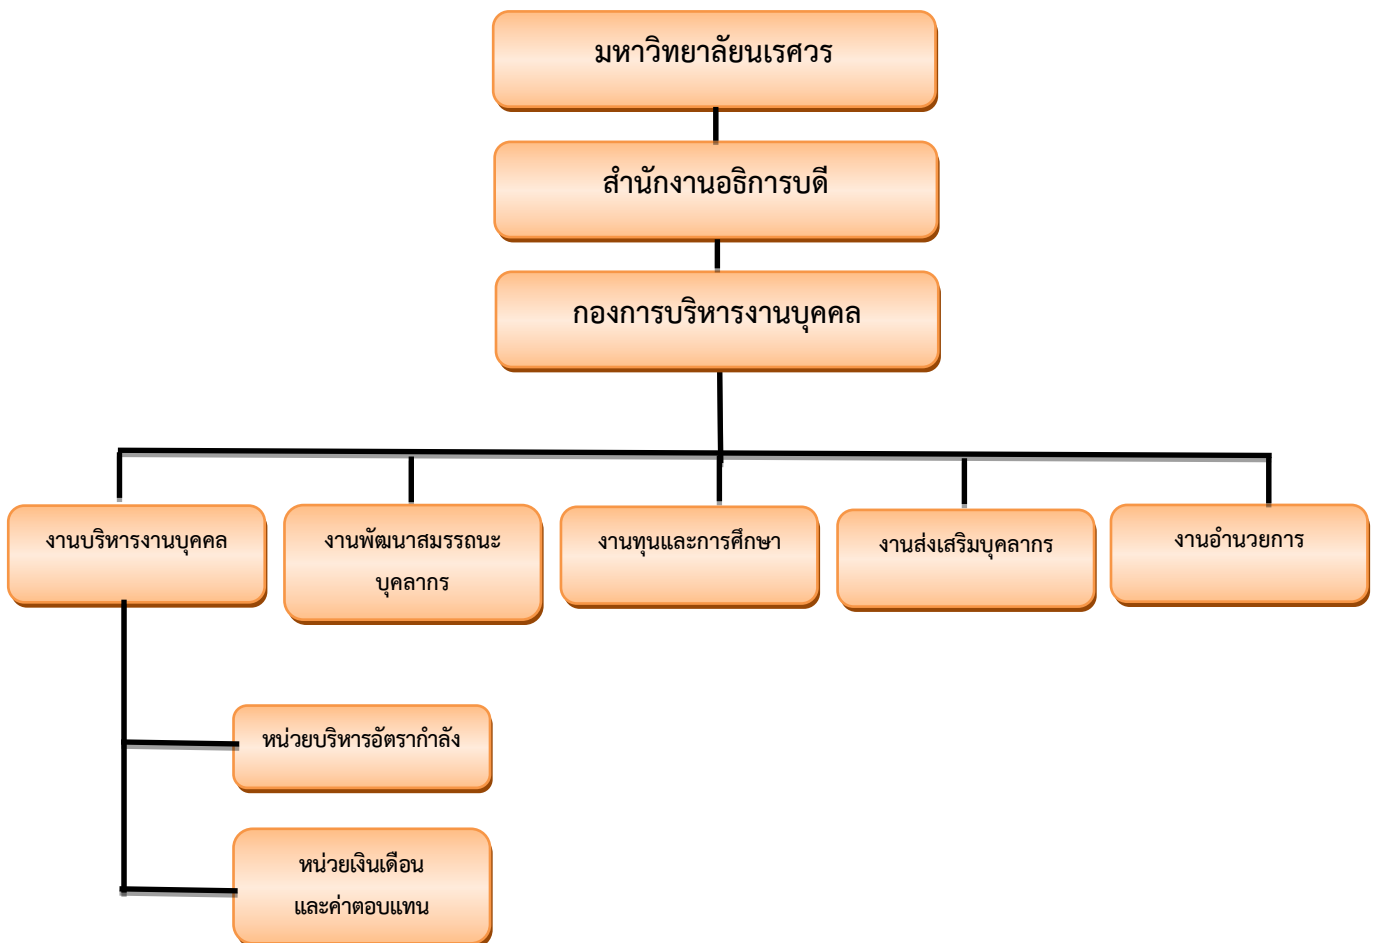 มหาวิทยาลัยนเรศวร
สำนักงานอธิการบดี
กองการบริหารงานบุคคล
งานบริหารงานบุคคล
งานพัฒนาสมรรถนะ
บุคลากร
งานทุนและการศึกษา
งานส่งเสริมบุคลากร
งานอำนวยการ
หน่วยบริหารอัตรากำลัง
หน่วยเงินเดือน
และค่าตอบแทน